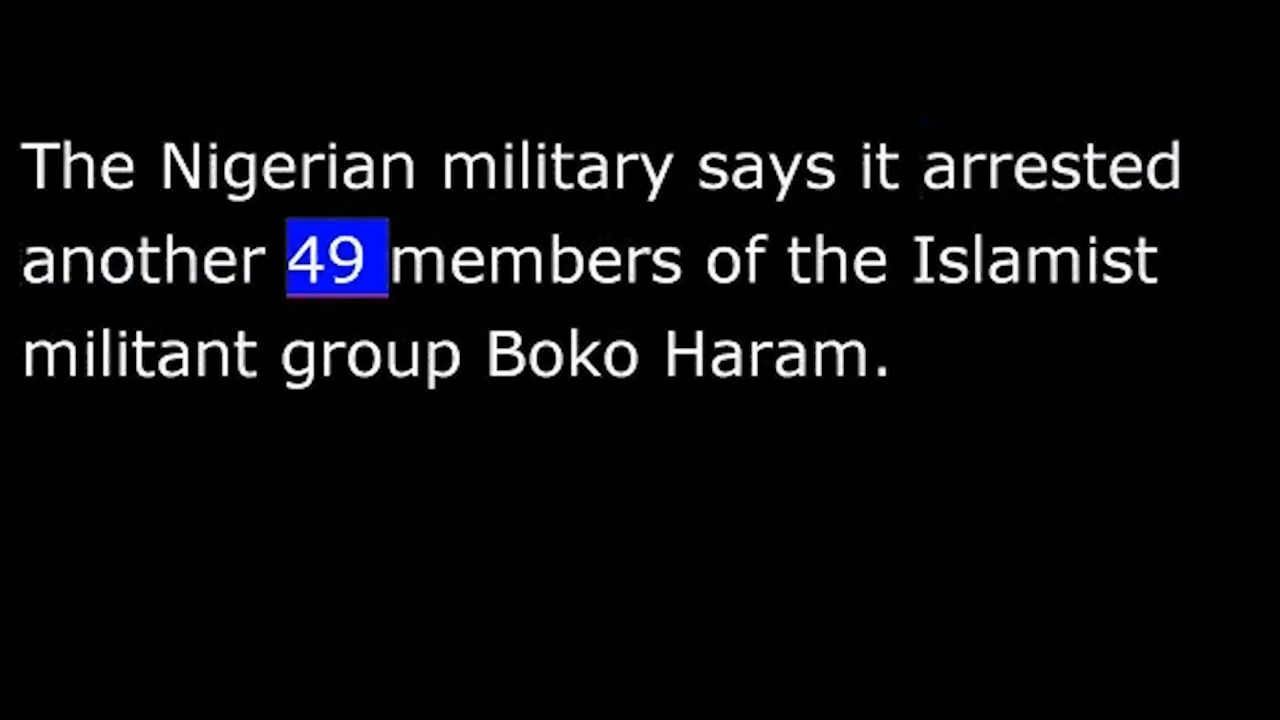 The Nigerian military says it arrested
another 49 members of the Islamist
militant group Boko Haram.